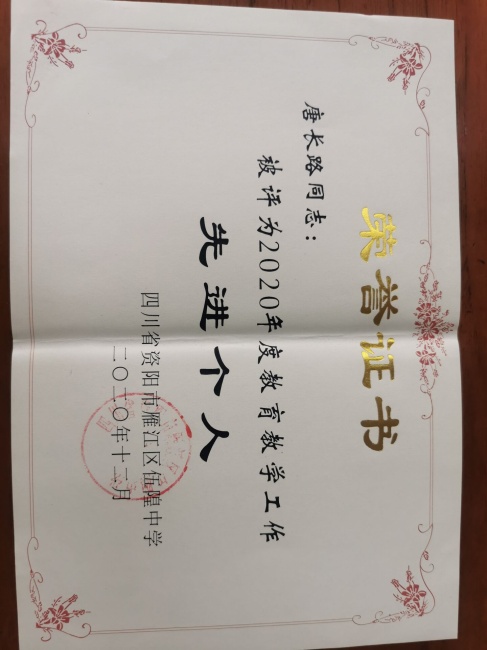 荣誉证书
唐长路同志：
被评为2020年度教育教学工作
先进个人
四川省资阳市雁江区伍隍中学
二〇二〇年十二月